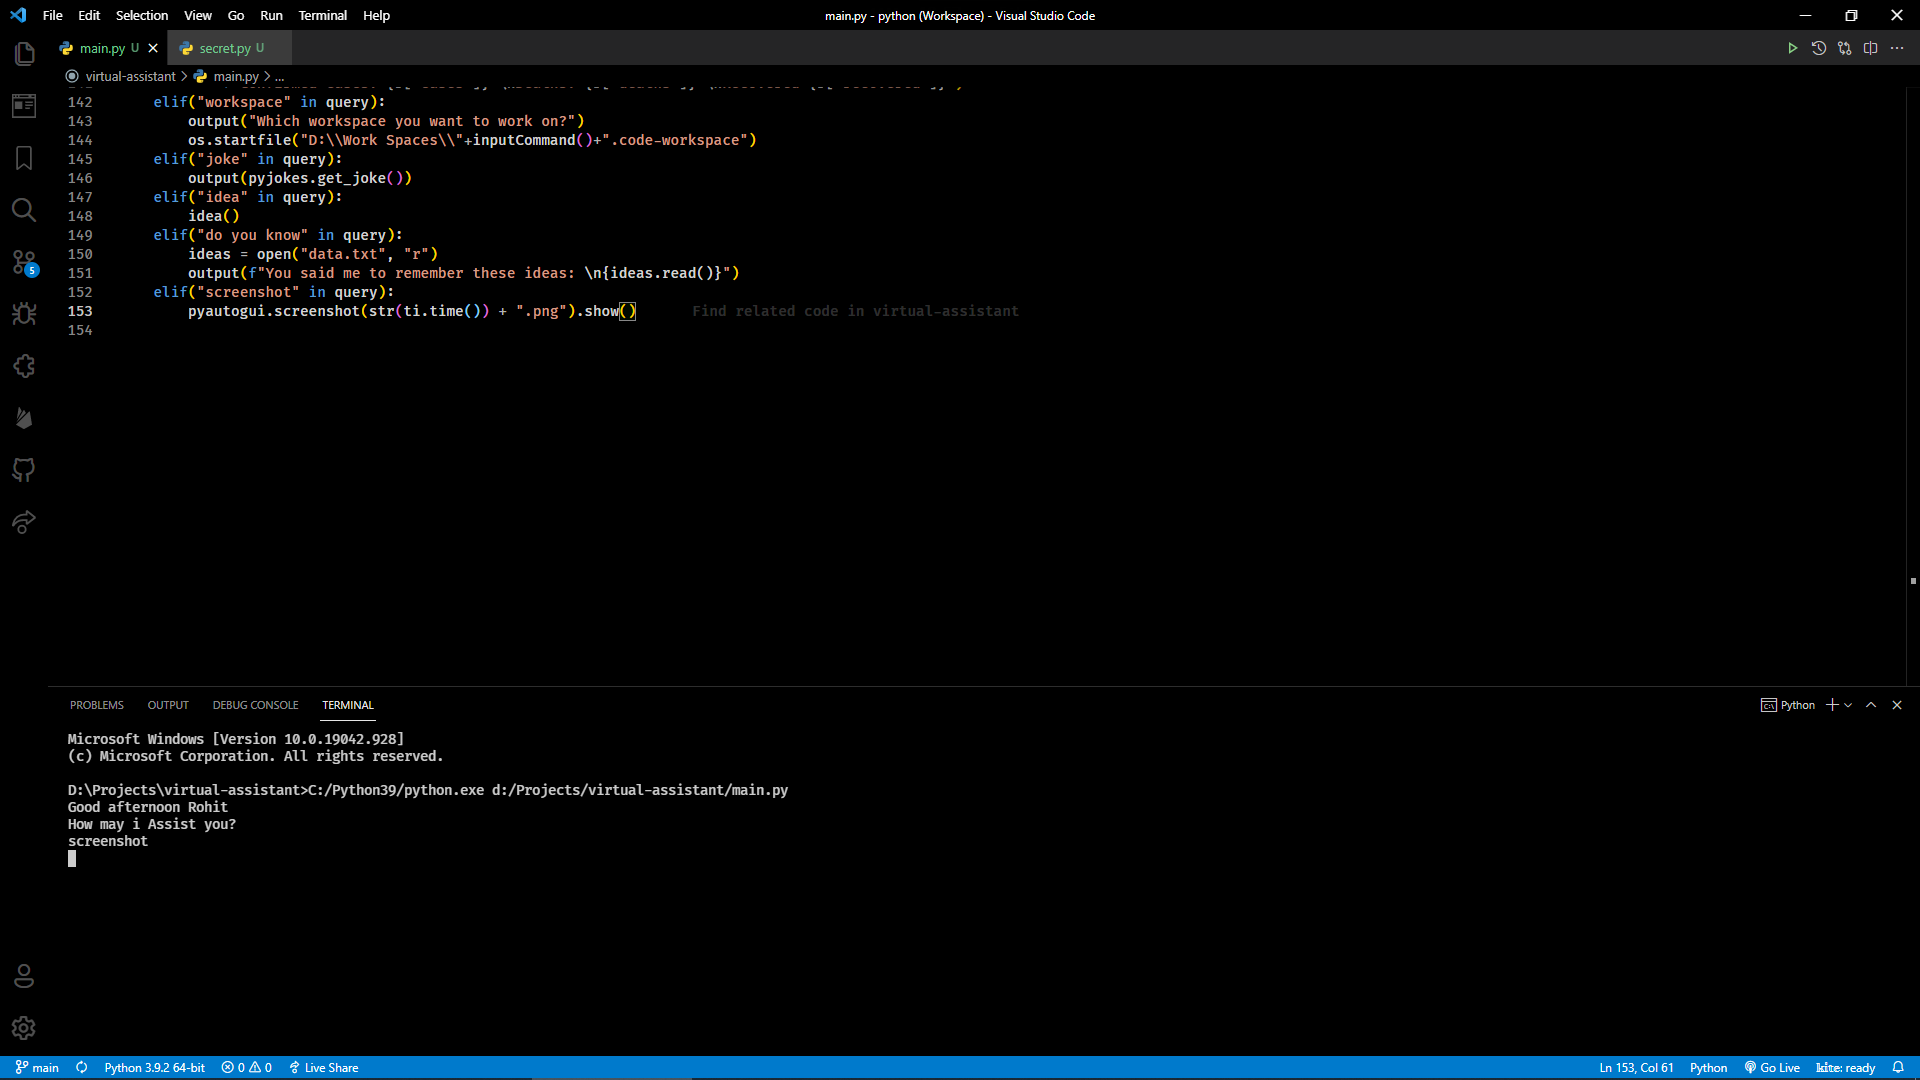 File Edit Selection View Go Run Terminal Help
main.py - python (Workspace) - Visual Studio Code
main.py U secret.py U
virtual-assistant > main.py > ...
142 elif("workspace" in query):
143 output("Which workspace you want to work on?")
144 os.startfile("D:\\Work Spaces\\"+inputCommand()+".code-workspace")
145 elif("joke" in query):
146 output(pyjokes.get_joke())
147 elif("idea" in query):
148 idea()
149 elif("do you know" in query):
150 ideas = open("data.txt", "r")
151 output(f"You said me to remember these ideas: \n{ideas.read()}")
152 elif("screenshot" in query):
153 pyautogui.screenshot(str(ti.time()) + ".png").show() Find related code in virtual-assistant
154
5
PROBLEMS OUTPUT DEBUG CONSOLE TERMINAL
Python
Microsoft Windows [Version 10.0.19042.928]
(c) Microsoft Corporation. All rights reserved.
D:\Projects\virtual-assistant>C:/Python39/python.exe d:/Projects/virtual-assistant/main.py
Good afternoon Rohit
How may i Assist you?
screenshot
main Python 3.9.2 64-bit 0 0 Live Share
Ln 153, Col 61 Python Go Live kite: ready